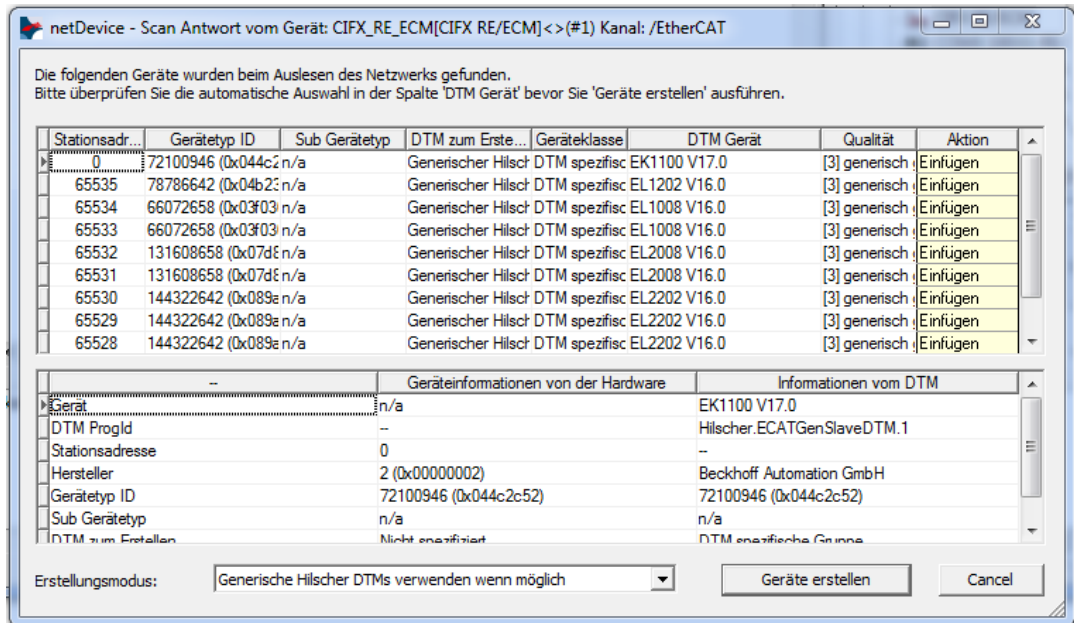 netDevice - Scan Antwort vom Gerät: CIFX_RE_ECM[CIFX RE/ECM]<>(#1) Kanal: /EtherCAT
Die folgenden Geräte wurden beim Auslesen des Netzwerks gefunden.
Bitte überprüfen Sie die automatische Auswahl in der Spalte 'DTM Gerät' bevor Sie 'Geräte erstellen' ausführen.
Stationsadr... Gerätetyp ID Sub Gerätetyp DTM zum Erste... Geräteklasse DTM Gerät Qualität Aktion
0 72100946 (0x044c2 n/a Generischer Hilsch DTM spezifisc EK1100 V17.0 [3] generisch Einfügen
65535 78786642 (0x04b23 n/a Generischer Hilsch DTM spezifisc EL1202 V16.0 [3] generisch Einfügen
65534 66072658 (0x03f03 n/a Generischer Hilsch DTM spezifisc EL1008 V16.0 [3] generisch Einfügen
65533 66072658 (0x03f03 n/a Generischer Hilsch DTM spezifisc EL1008 V16.0 [3] generisch Einfügen
65532 131608658 (0x07d8 n/a Generischer Hilsch DTM spezifisc EL2008 V16.0 [3] generisch Einfügen
65531 131608658 (0x07d8 n/a Generischer Hilsch DTM spezifisc EL2008 V16.0 [3] generisch Einfügen
65530 144322642 (0x089a n/a Generischer Hilsch DTM spezifisc EL2202 V16.0 [3] generisch Einfügen
65529 144322642 (0x089a n/a Generischer Hilsch DTM spezifisc EL2202 V16.0 [3] generisch Einfügen
65528 144322642 (0x089a n/a Generischer Hilsch DTM spezifisc EL2202 V16.0 [3] generisch Einfügen
-- Geräteinformationen von der Hardware Informationen vom DTM
Gerät n/a EK1100 V17.0
DTM ProgId -- Hilscher.ECATGenSlaveDTM.1
Stationsadresse 0 --
Hersteller 2 (0x00000002) Beckhoff Automation GmbH
Gerätetyp ID 72100946 (0x044c2c52) 72100946 (0x044c2c52)
Sub Gerätetyp n/a n/a
DTM zum Erstellen Nicht spezifiziert DTM spezifische Gruppe
Erstellungsmodus: Generische Hilscher DTMs verwenden wenn möglich Geräte erstellen Cancel